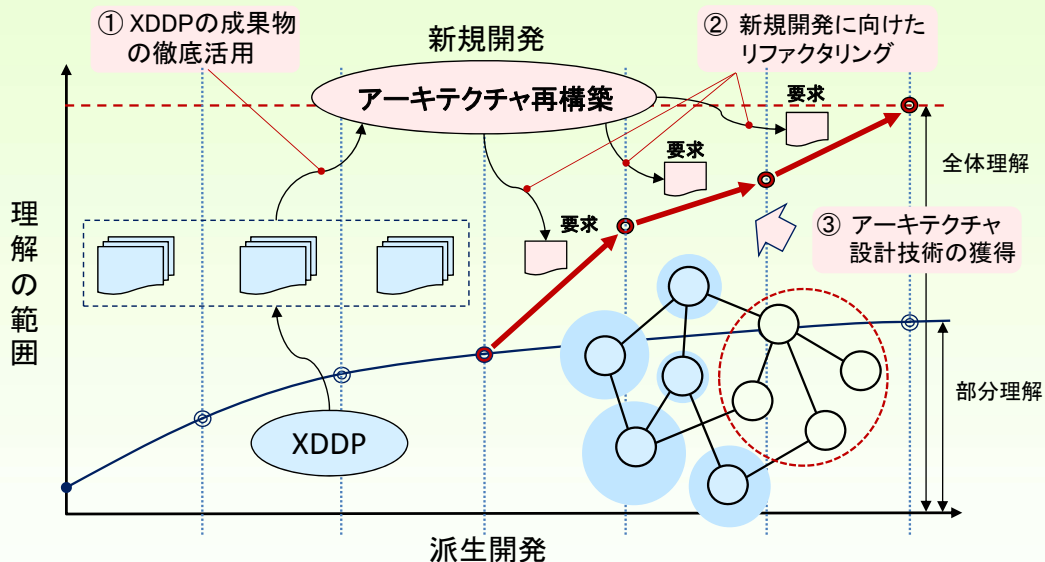 ① XDDPの成果物
の徹底活用
新規開発
② 新規開発に向けた
リファクタリング
アーキテクチャ再構築
要求
要求
要求
全体理解
理解の範囲
③ アーキテクチャ
設計技術の獲得
部分理解
XDDP
派生開発